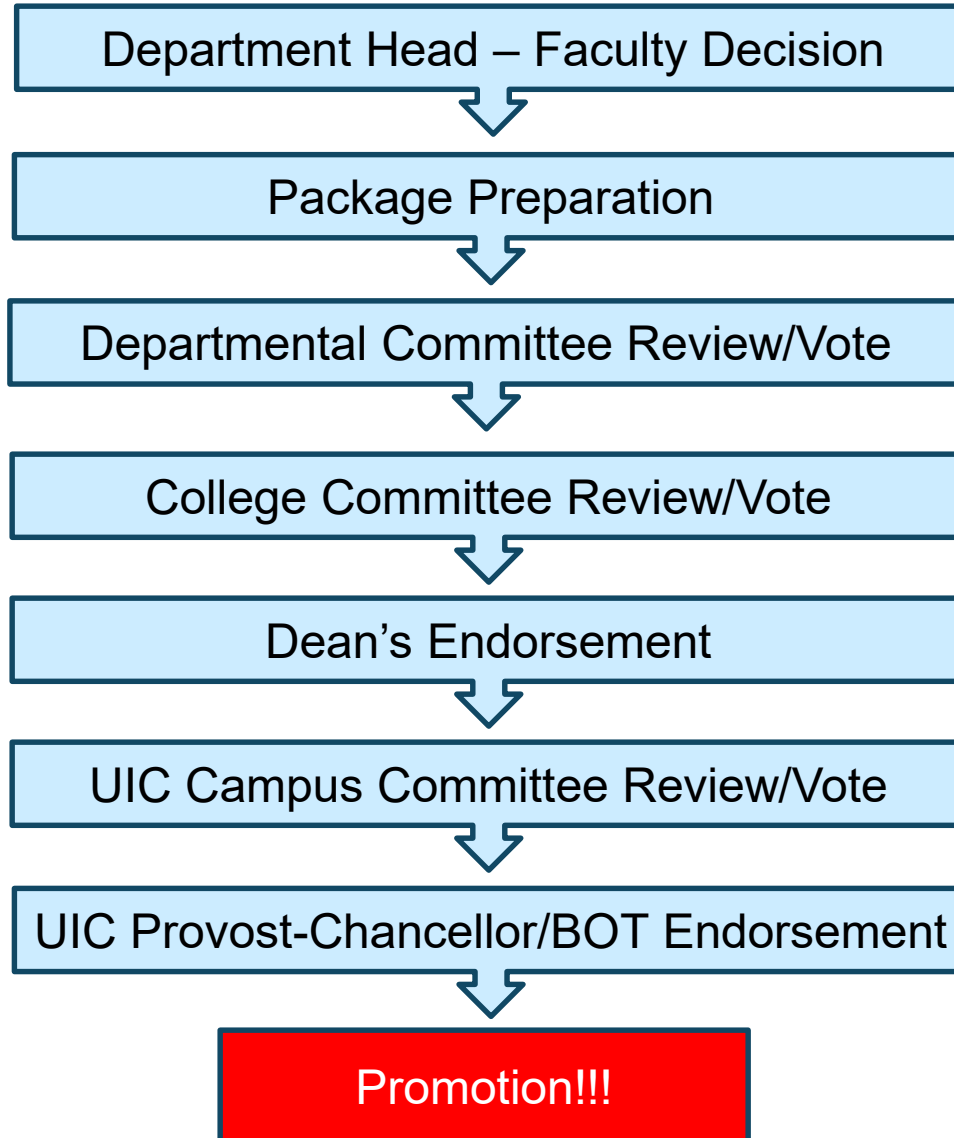 Department Head – Faculty Decision
Package Preparation
Departmental Committee Review/Vote
College Committee Review/Vote
Dean’s Endorsement
UIC Campus Committee Review/Vote
UIC Provost-Chancellor/BOT Endorsement
Promotion!!!